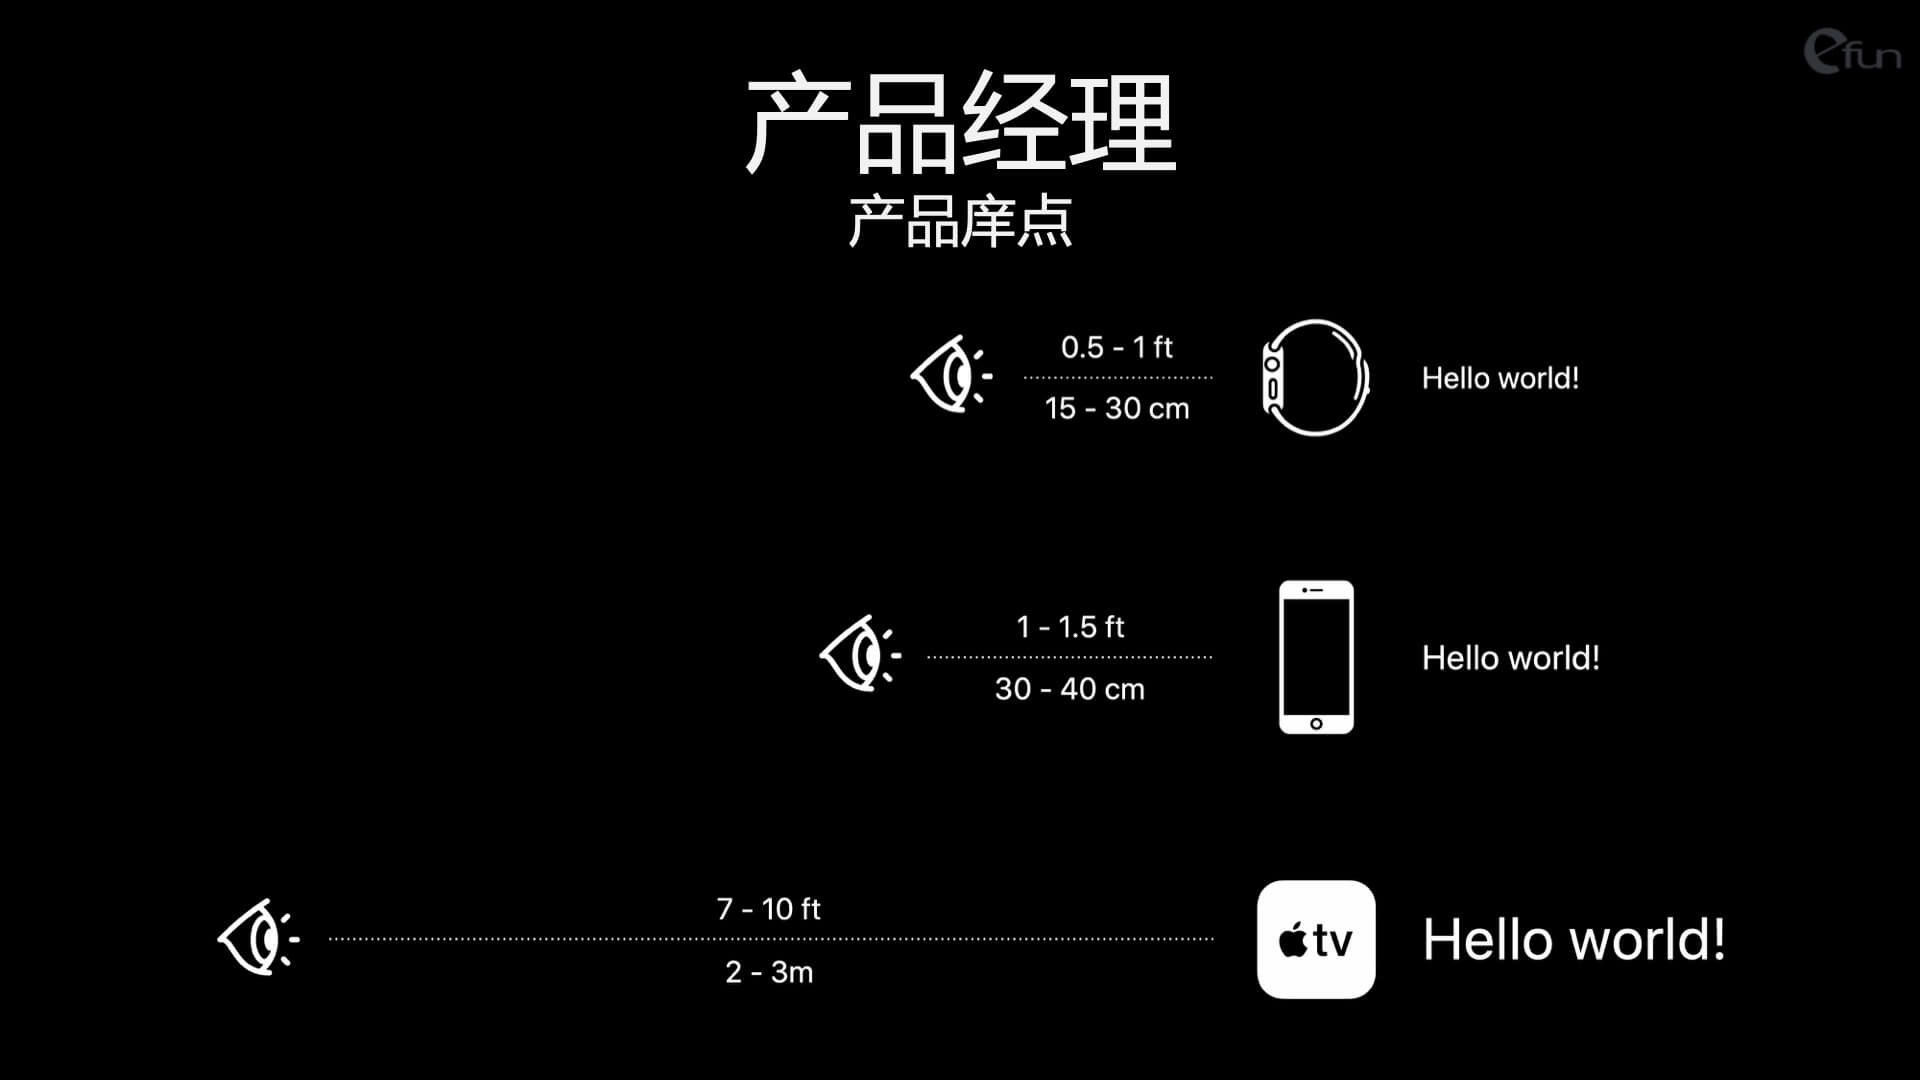 efun
产品经理
产品庠点
0.5 - 1 ft
15 - 30 cm
Hello world!
1 - 1.5 ft
30 - 40 cm
Hello world!
7 - 10 ft
2 - 3m
tv
Hello world!